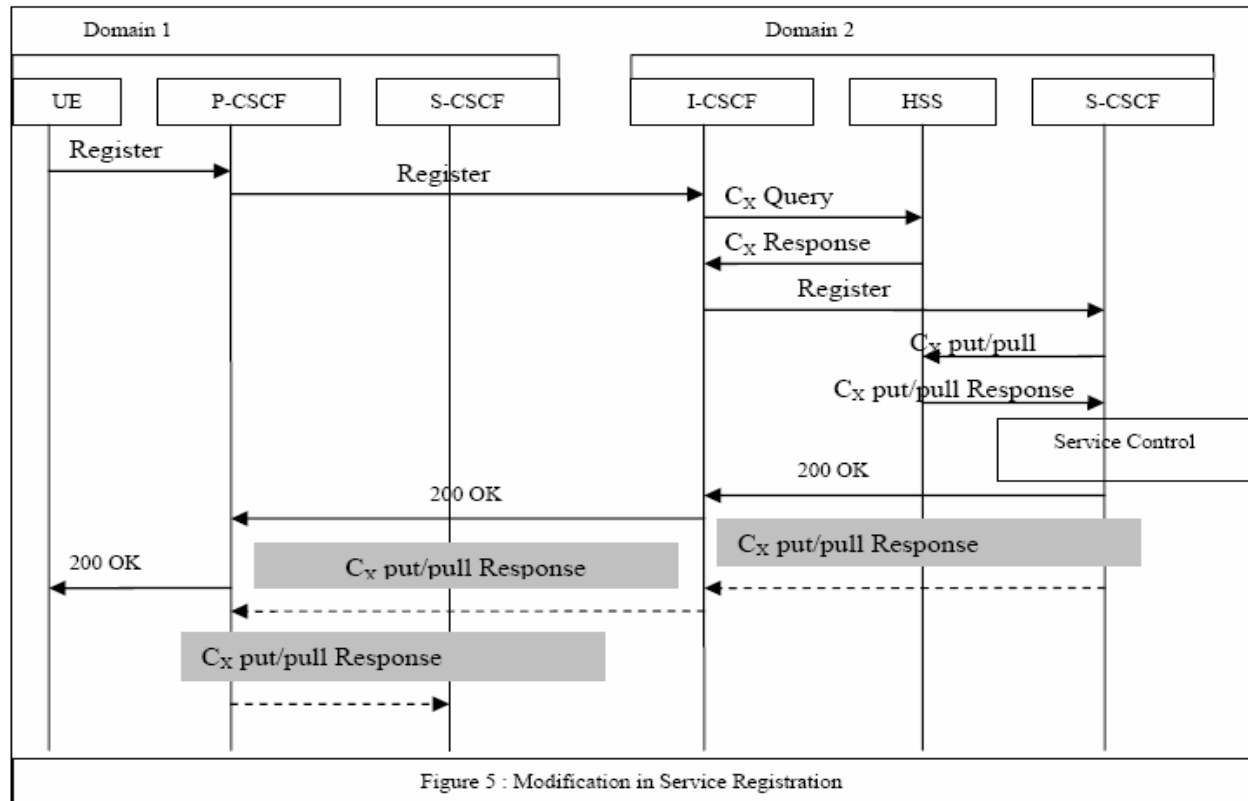 Domain 1
Domain 2
UE
P-CSCF
S-CSCF
I-CSCF
HSS
S-CSCF
Register
Register
CX Query
CX Response
Register
CX put/pull
CX put/pull Response
Service Control
200 OK
200 OK
CX put/pull Response
200 OK
CX put/pull Response
CX put/pull Response
Figure 5 : Modification in Service Registration